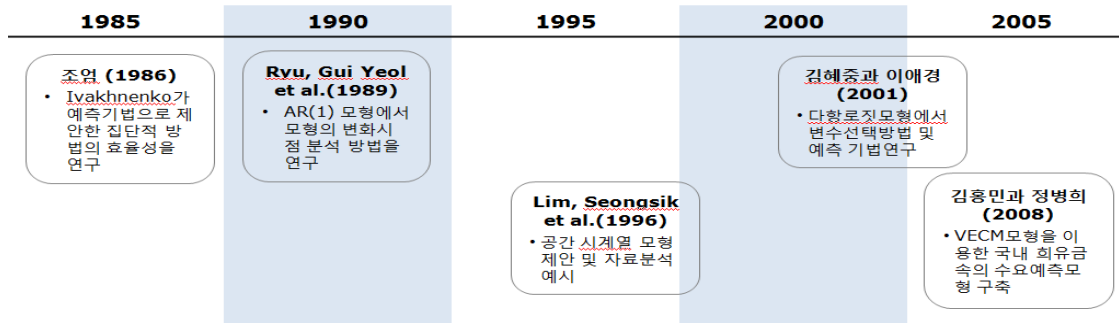 1985 1990 1995 2000 2005
조엄 (1986)
• Ivakhnenko가
예측기법으로 제
안한 집단적 방
법의 효율성을
연구
Ryu, Gui Yeol
et al.(1989)
• AR(1) 모형에서
모형의 변화시
점 분석 방법을
연구
Lim, Seongsik
et al.(1996)
• 공간 시계열 모형
제안 및 자료분석
예시
김혜중과 이애경
(2001)
• 다항로짓모형에서
변수선택방법 및
예측 기법연구
김홍민과 정병희
(2008)
• VECM모형을 이
용한 국내 희유금
속의 수요예측모
형 구축